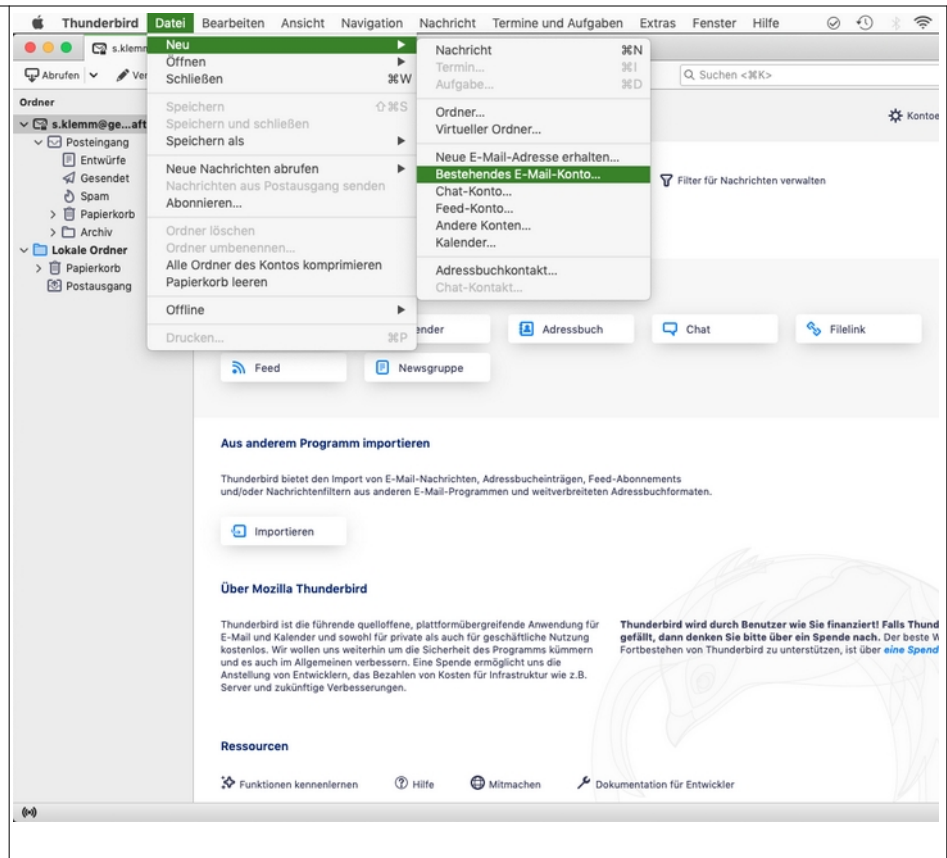 Thunderbird Datei Bearbeiten Ansicht Navigation Nachricht Termine und Aufgaben Extras Fenster Hilfe
s.klemm
Abrufen Ver
Suchen <⌘K>
Ordner
s.klemm@ge...aft
Posteingang
Entwürfe
Gesendet
Spam
Papierkorb
Archiv
Lokale Ordner
Papierkorb
Postausgang
Neu
Öffnen
Schließen ⌘W
Speichern ⇧⌘S
Speichern und schließen
Speichern als
Neue Nachrichten abrufen
Nachrichten aus Postausgang senden
Abonnieren...
Ordner löschen
Ordner umbenennen...
Alle Ordner des Kontos komprimieren
Papierkorb leeren
Offline
Drucken... ⌘P
Nachricht ⌘N
Termin... ⌘I
Aufgabe... ⌘D
Ordner...
Virtueller Ordner...
Neue E-Mail-Adresse erhalten...
Bestehendes E-Mail-Konto...
Chat-Konto...
Feed-Konto...
Andere Konten...
Kalender...
Adressbuchkontakt...
Chat-Kontakt...
Kontoe
Filter für Nachrichten verwalten
ender Adressbuch Chat Filelink
Feed Newsgruppe
Aus anderem Programm importieren
Thunderbird bietet den Import von E-Mail-Nachrichten, Adressbucheinträgen, Feed-Abonnements
und/oder Nachrichtenfiltern aus anderen E-Mail-Programmen und weitverbreiteten Adressbuchformaten.
Importieren
Über Mozilla Thunderbird
Thunderbird ist die führende quelloffene, plattformübergreifende Anwendung für
E-Mail und Kalender und sowohl für private als auch für geschäftliche Nutzung
kostenlos. Wir wollen uns weiterhin um die Sicherheit des Programms kümmern
und es auch im Allgemeinen verbessern. Eine Spende ermöglicht uns die
Anstellung von Entwicklern, das Bezahlen von Kosten für Infrastruktur wie z.B.
Server und zukünftige Verbesserungen.
Thunderbird wird durch Benutzer wie Sie finanziert! Falls Thund
gefällt, dann denken Sie bitte über ein Spende nach. Der beste W
Fortbestehen von Thunderbird zu unterstützen, ist über eine Spend
Ressourcen
Funktionen kennenlernen Hilfe Mitmachen Dokumentation für Entwickler